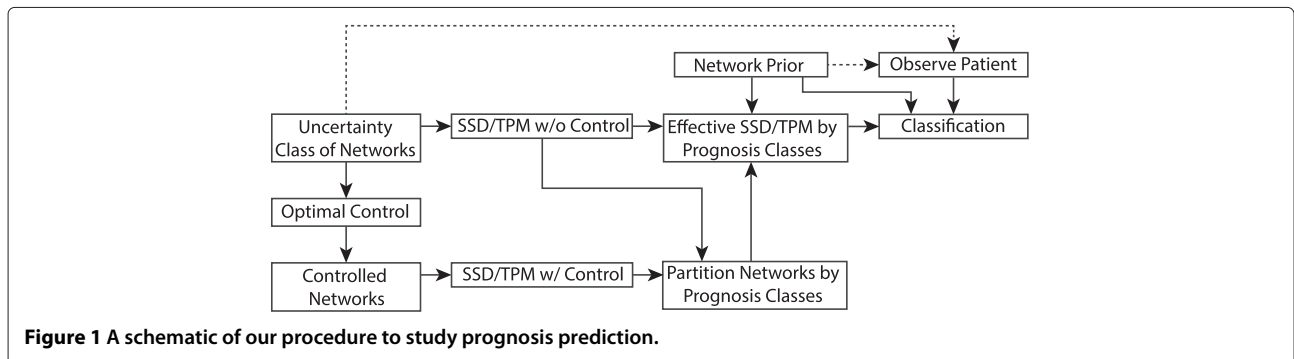 Network Prior
Observe Patient
Uncertainty
Class of Networks
SSD/TPM w/o Control
Effective SSD/TPM by
Prognosis Classes
Classification
Optimal Control
Controlled
Networks
SSD/TPM w/ Control
Partition Networks by
Prognosis Classes
Figure 1 A schematic of our procedure to study prognosis prediction.